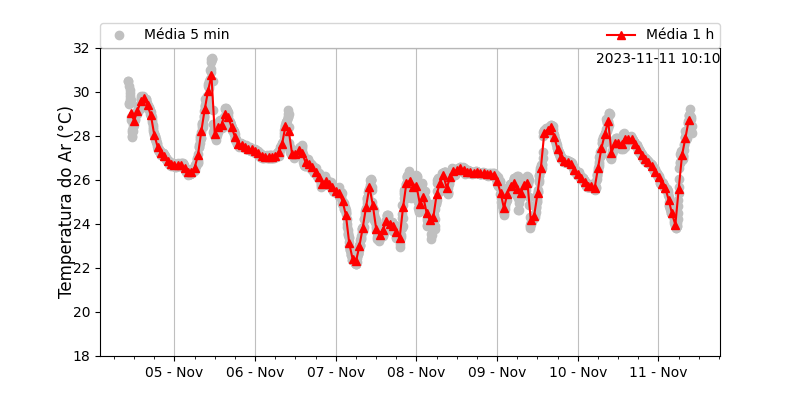 Média 5 min
Média 1 h
2023-11-11 10:10
Temperatura do Ar (°C)
32
30
28
26
24
22
20
18
05 - Nov
06 - Nov
07 - Nov
08 - Nov
09 - Nov
10 - Nov
11 - Nov